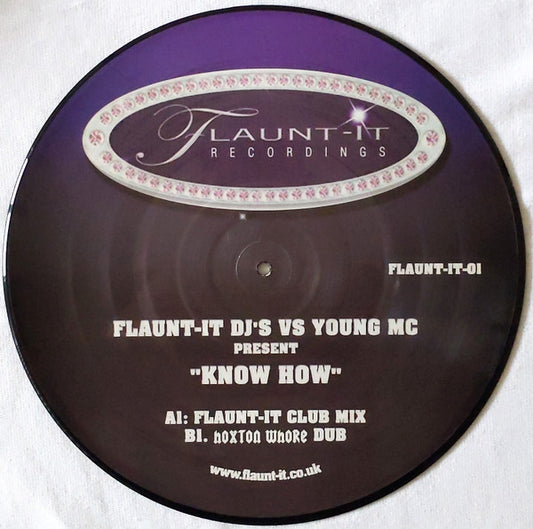 FLAUNT-IT
RECORDINGS
FLAUNT-IT-01
FLAUNT-IT DJ'S VS YOUNG MC
PRESENT
"KNOW HOW"
A1: FLAUNT-IT CLUB MIX
B1. hoxton whore DUB
www.flaunt-it.co.uk